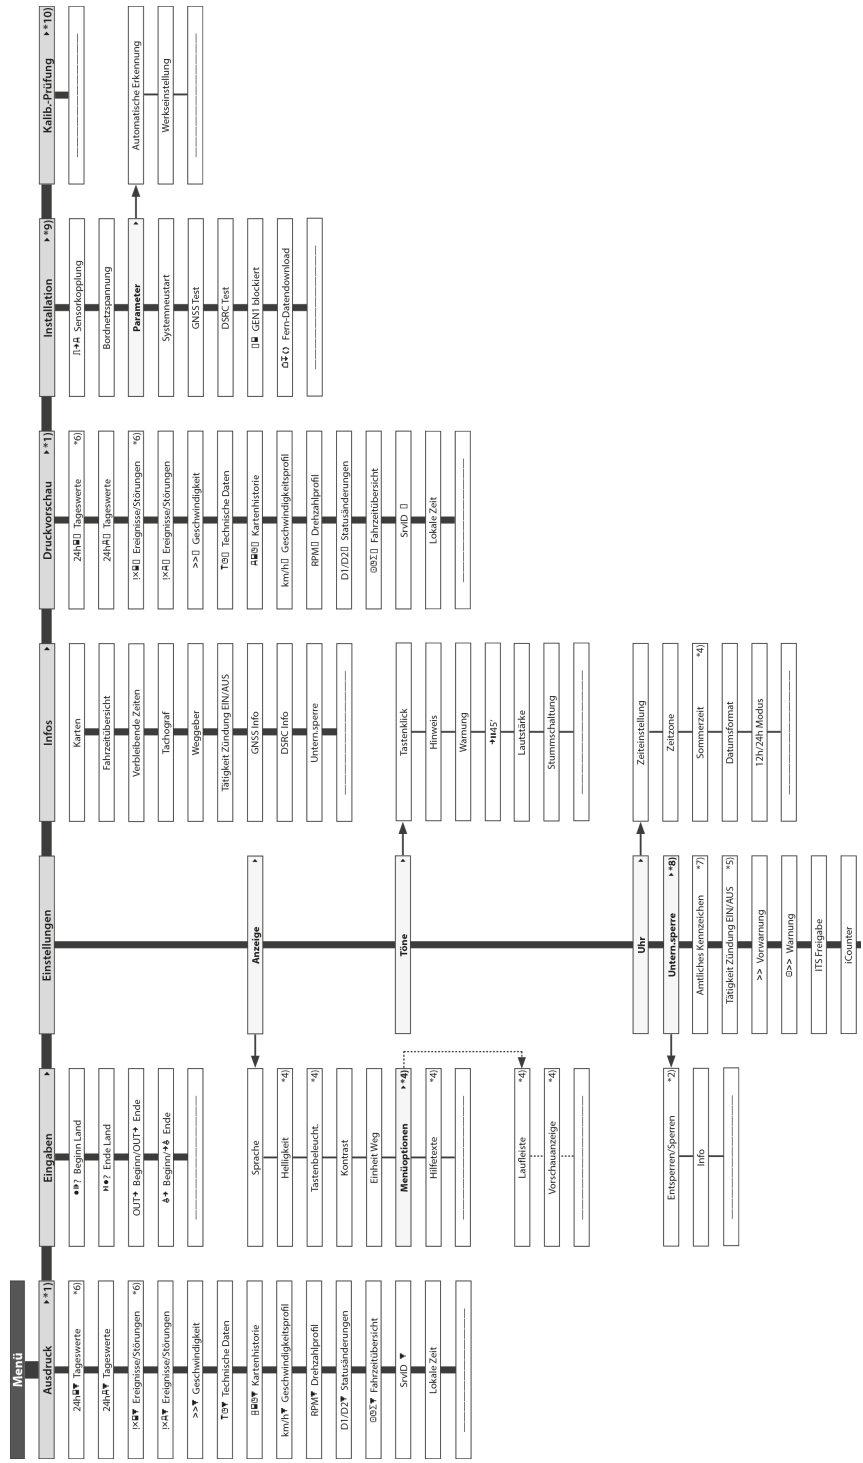 Menü
Ausdruck *1)
24h Tageswerte *6)
24h Tageswerte
!× Ereignisse/Störungen *6)
!× Ereignisse/Störungen
>>▼ Geschwindigkeit
Technische Daten
Kartenhistorie
km/h▼ Geschwindigkeitsprofil
RPM▼ Drehzahlprofil
D1/D2▼ Statusänderungen
Fahrzeitübersicht
SrvID ▼
Lokale Zeit
Eingaben
? Beginn Land
? Ende Land
OUT Beginn/OUT Ende
Beginn/ Ende
Einstellungen
Anzeige
Sprache
Helligkeit *4)
Tastenbeleucht. *4)
Kontrast
Einheit Weg
Menüoptionen *4)
Hilfetexte *4)
Laufleiste *4)
Vorschauanzeige *4)
Töne
Tastenklick
Hinweis
Warnung
45'
Lautstärke
Stummschaltung
Uhr
Zeiteinstellung
Zeitzone
Sommerzeit *4)
Datumsformat
12h/24h Modus
Untern.sperre *8)
Entsperren/Sperren *2)
Info
Amtliches Kennzeichen *7)
Tätigkeit Zündung EIN/AUS *5)
>> Vorwarnung
>> Warnung
ITS Freigabe
iCounter
Infos
Karten
Fahrzeitübersicht
Verbleibende Zeiten
Tachograf
Weggeber
Tätigkeit Zündung EIN/AUS
GNSS Info
DSRC Info
Untern.sperre
Druckvorschau *1)
24h Tageswerte *6)
24h Tageswerte
!× Ereignisse/Störungen *6)
!× Ereignisse/Störungen
>> Geschwindigkeit
Technische Daten
Kartenhistorie
km/h Geschwindigkeitsprofil
RPM Drehzahlprofil
D1/D2 Statusänderungen
Fahrzeitübersicht
SrvID
Lokale Zeit
Installation *9)
Sensorkopplung
Bordnetzspannung
Parameter
Automatische Erkennung
Werkseinstellung
Systemneustart
GNSS Test
DSRC Test
GEN1 blockiert
Fern-Datendownload
Kalib.-Prüfung *10)